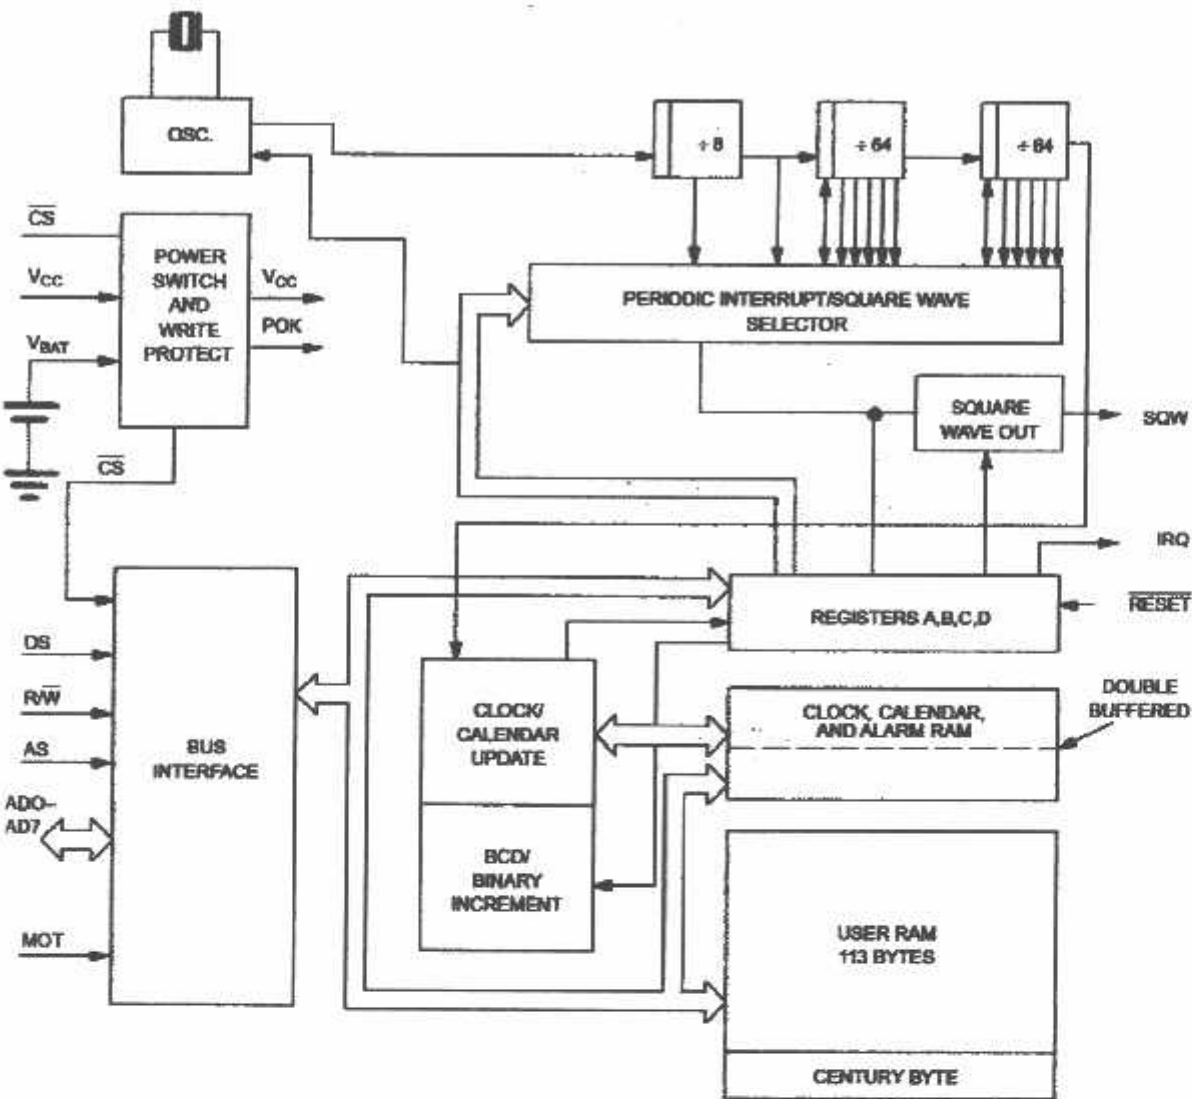 OSC.
÷ 8
÷ 64
÷ 64
CS
VCC
VBAT
POWER
SWITCH
AND
WRITE
PROTECT
VCC
POK
CS
PERIODIC INTERRUPT/SQUARE WAVE
SELECTOR
SQUARE
WAVE OUT
SQW
IRQ
RESET
REGISTERS A,B,C,D
DS
R/W
AS
ADO–
AD7
MOT
BUS
INTERFACE
CLOCK/
CALENDAR
UPDATE
BCD/
BINARY
INCREMENT
CLOCK, CALENDAR,
AND ALARM RAM
DOUBLE
BUFFERED
USER RAM
113 BYTES
CENTURY BYTE